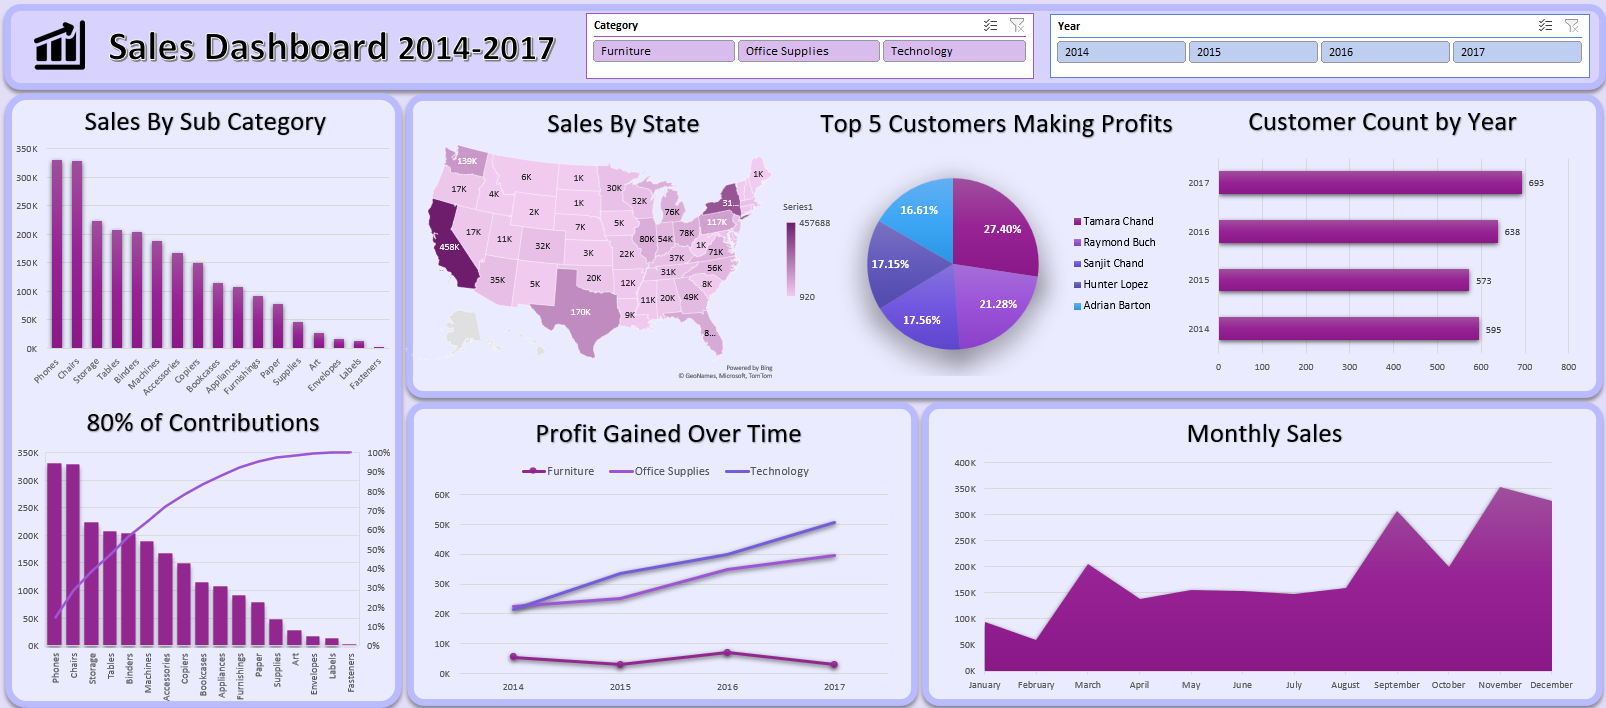 Sales Dashboard 2014-2017
Category
Furniture
Office Supplies
Technology
Year
2014
2015
2016
2017
Sales By Sub Category
350K
300K
250K
200K
150K
100K
50K
0K
Phones
Chairs
Storage
Tables
Binders
Machines
Accessories
Copiers
Bookcases
Appliances
Furnishings
Paper
Supplies
Art
Envelopes
Labels
Fasteners
80% of Contributions
350K
300K
250K
200K
150K
100K
50K
0K
100%
90%
80%
70%
60%
50%
40%
30%
20%
10%
0%
Phones
Chairs
Storage
Tables
Binders
Machines
Accessories
Copiers
Bookcases
Appliances
Furnishings
Paper
Supplies
Art
Envelopes
Labels
Fasteners
Sales By State
139K
17K
4K
6K
1K
30K
1K
32K
76K
31...
1K
2K
117K
458K
17K
11K
32K
7K
5K
80K
54K
78K
3K
22K
1K
71K
37K
56K
35K
5K
20K
12K
31K
8K
11K
20K
49K
170K
9K
8...
Series1
457688
920
Powered by Bing
© GeoNames, Microsoft, TomTom
Top 5 Customers Making Profits
16.61%
27.40%
17.15%
21.28%
17.56%
Tamara Chand
Raymond Buch
Sanjit Chand
Hunter Lopez
Adrian Barton
Customer Count by Year
2017
693
2016
638
2015
573
2014
595
0 100 200 300 400 500 600 700 800
Profit Gained Over Time
Furniture Office Supplies Technology
60K
50K
40K
30K
20K
10K
0K
2014 2015 2016 2017
Monthly Sales
400K
350K
300K
250K
200K
150K
100K
50K
0K
January February March April May June July August September October November December